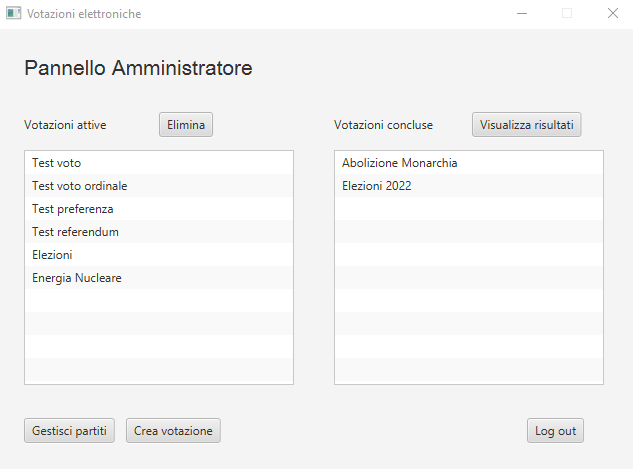 Votazioni elettroniche
Pannello Amministratore
Votazioni attive
Elimina
Votazioni concluse
Visualizza risultati
Test voto
Test voto ordinale
Test preferenza
Test referendum
Elezioni
Energia Nucleare
Abolizione Monarchia
Elezioni 2022
Gestisci partiti
Crea votazione
Log out